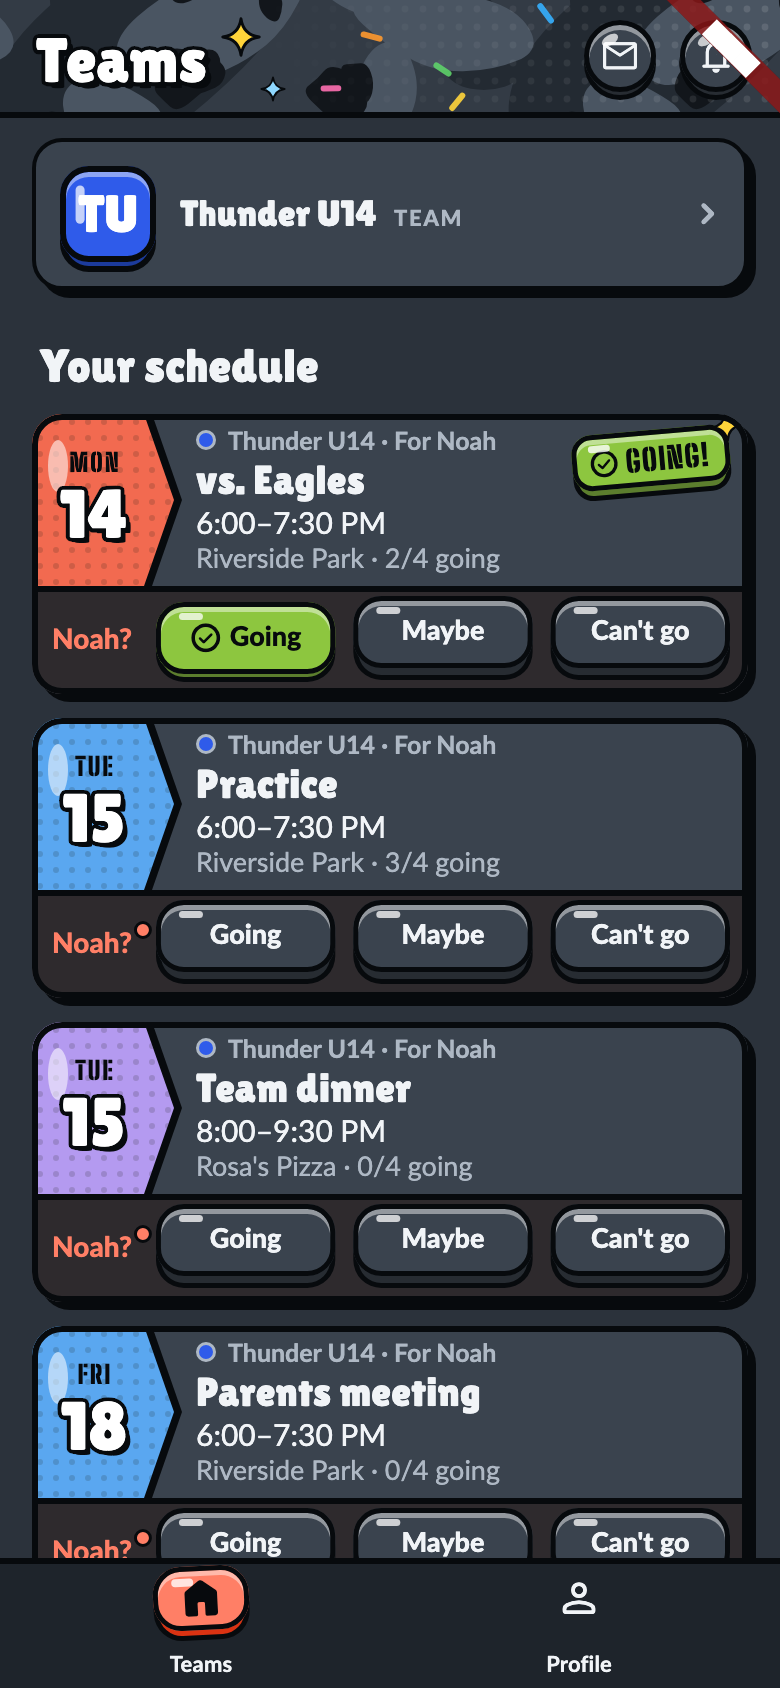 Teams
TU
Thunder U14 TEAM
Your schedule
MON
14
Thunder U14 · For Noah
GOING!
vs. Eagles
6:00–7:30 PM
Riverside Park · 2/4 going
Noah? Going Maybe Can't go
TUE
15
Thunder U14 · For Noah
Practice
6:00–7:30 PM
Riverside Park · 3/4 going
Noah? Going Maybe Can't go
TUE
15
Thunder U14 · For Noah
Team dinner
8:00–9:30 PM
Rosa's Pizza · 0/4 going
Noah? Going Maybe Can't go
FRI
18
Thunder U14 · For Noah
Parents meeting
6:00–7:30 PM
Riverside Park · 0/4 going
Noah? Going Maybe Can't go
Teams Profile